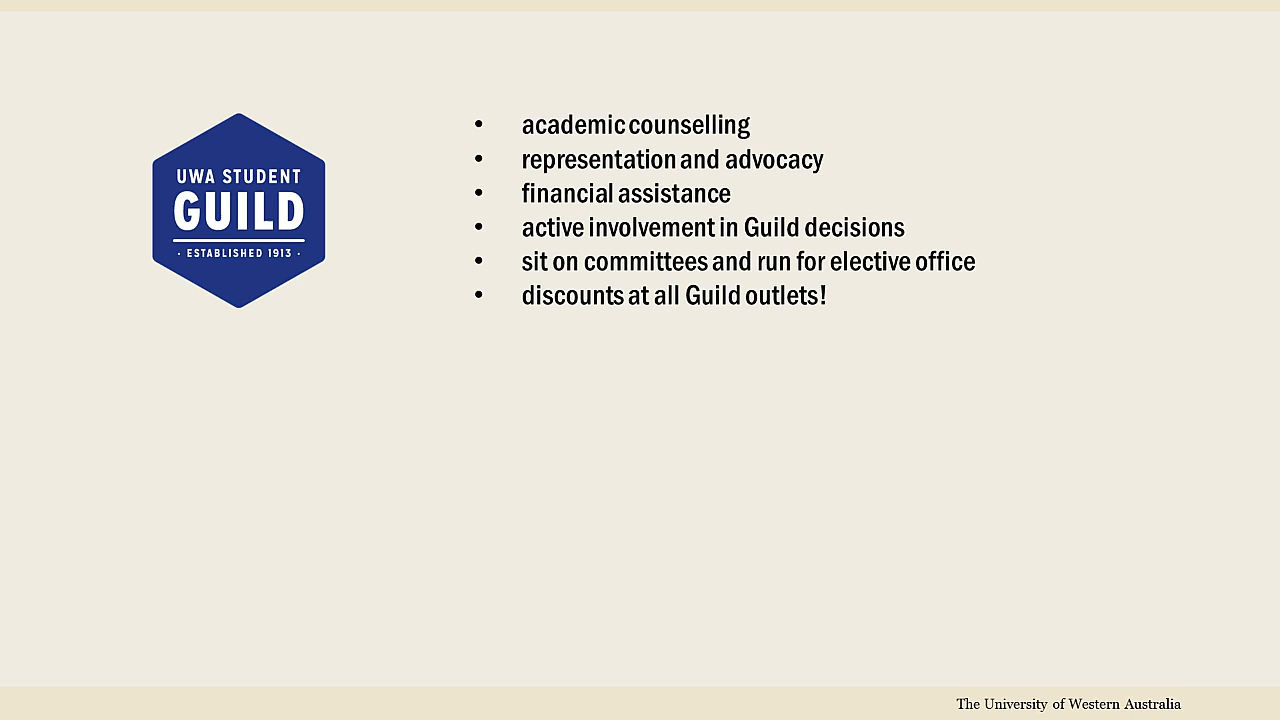 UWA STUDENT
GUILD
· ESTABLISHED 1913 ·
• academic counselling
• representation and advocacy
• financial assistance
• active involvement in Guild decisions
• sit on committees and run for elective office
• discounts at all Guild outlets!
The University of Western Australia